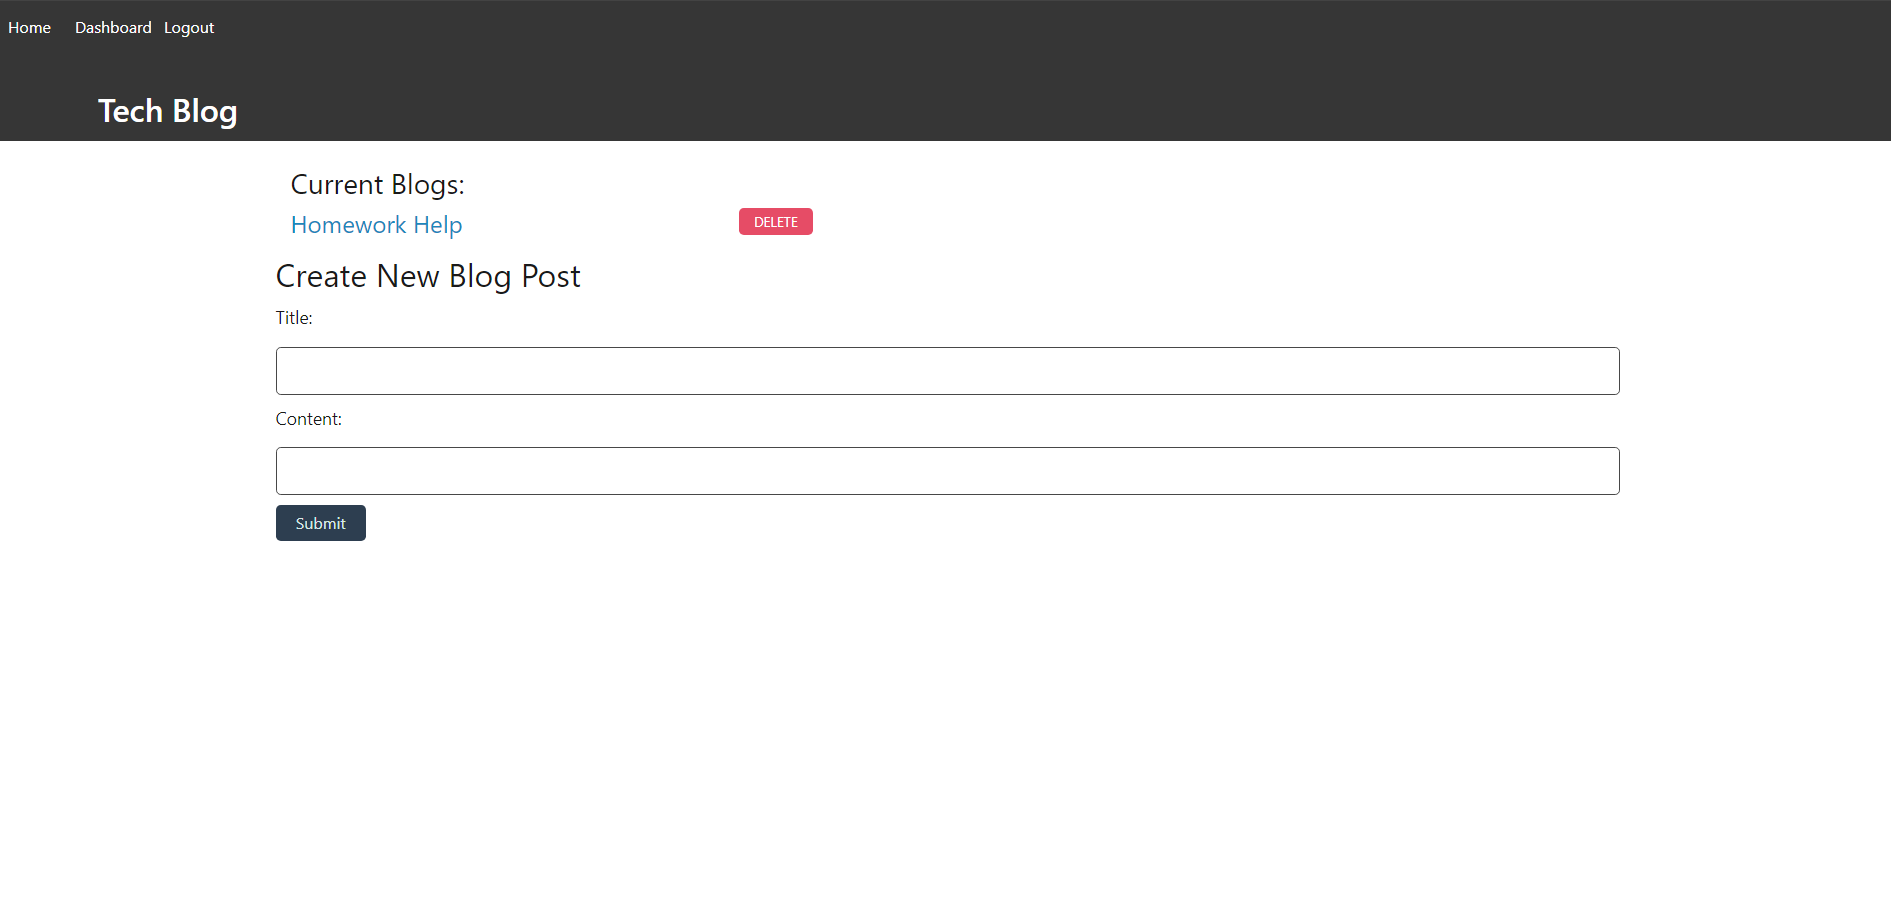 Home Dashboard Logout
Tech Blog
Current Blogs:
Homework Help DELETE
Create New Blog Post
Title:
Content:
Submit